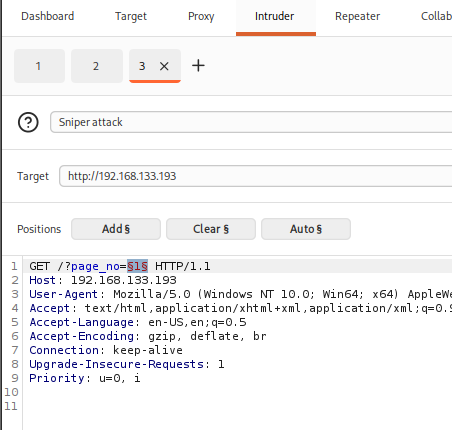 Dashboard Target Proxy Intruder Repeater Collab
1 2 3 × +
? Sniper attack
Target http://192.168.133.193
Positions Add § Clear § Auto §
1 GET /?page_no=§1§ HTTP/1.1
2 Host: 192.168.133.193
3 User-Agent: Mozilla/5.0 (Windows NT 10.0; Win64; x64) AppleWe
4 Accept: text/html,application/xhtml+xml,application/xml;q=0.9
5 Accept-Language: en-US,en;q=0.5
6 Accept-Encoding: gzip, deflate, br
7 Connection: keep-alive
8 Upgrade-Insecure-Requests: 1
9 Priority: u=0, i
10
11